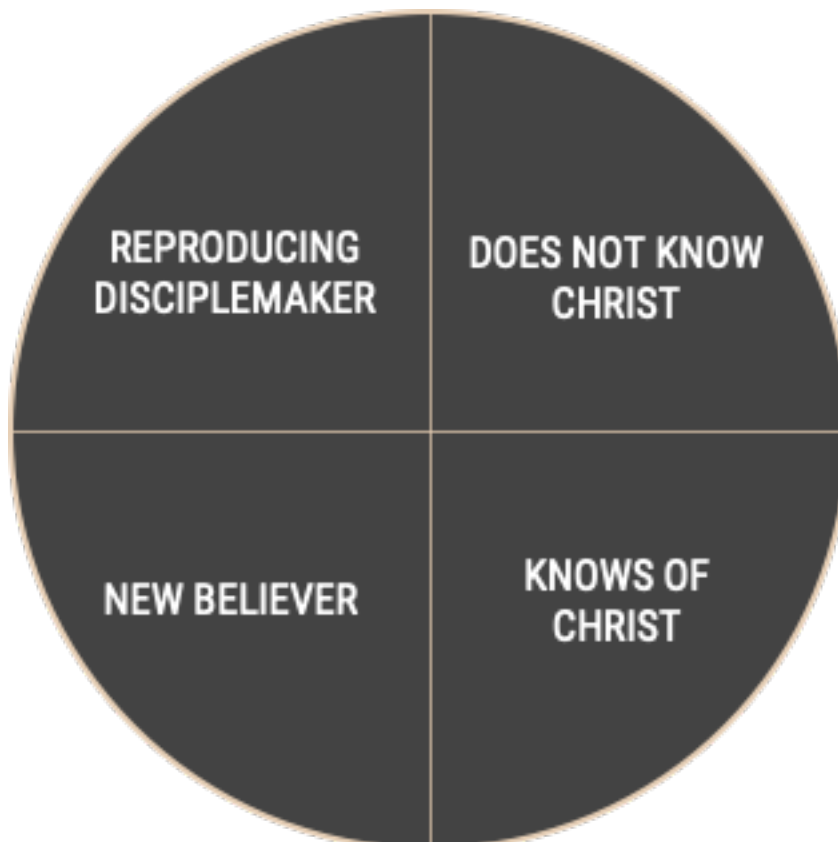 REPRODUCING
DISCIPLEMAKER
DOES NOT KNOW
CHRIST
NEW BELIEVER
KNOWS OF
CHRIST